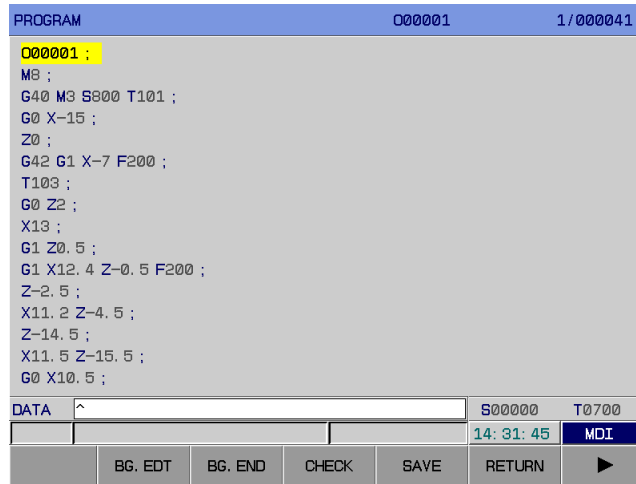 PROGRAM O00001 1/000041
O00001 ;
M8 ;
G40 M3 S800 T101 ;
G0 X-15 ;
Z0 ;
G42 G1 X-7 F200 ;
T103 ;
G0 Z2 ;
X13 ;
G1 Z0.5 ;
G1 X12.4 Z-0.5 F200 ;
Z-2.5 ;
X11.2 Z-4.5 ;
Z-14.5 ;
X11.5 Z-15.5 ;
G0 X10.5 ;
DATA ^ S00000 T0700
14:31:45 MDI
BG. EDT BG. END CHECK SAVE RETURN ▶